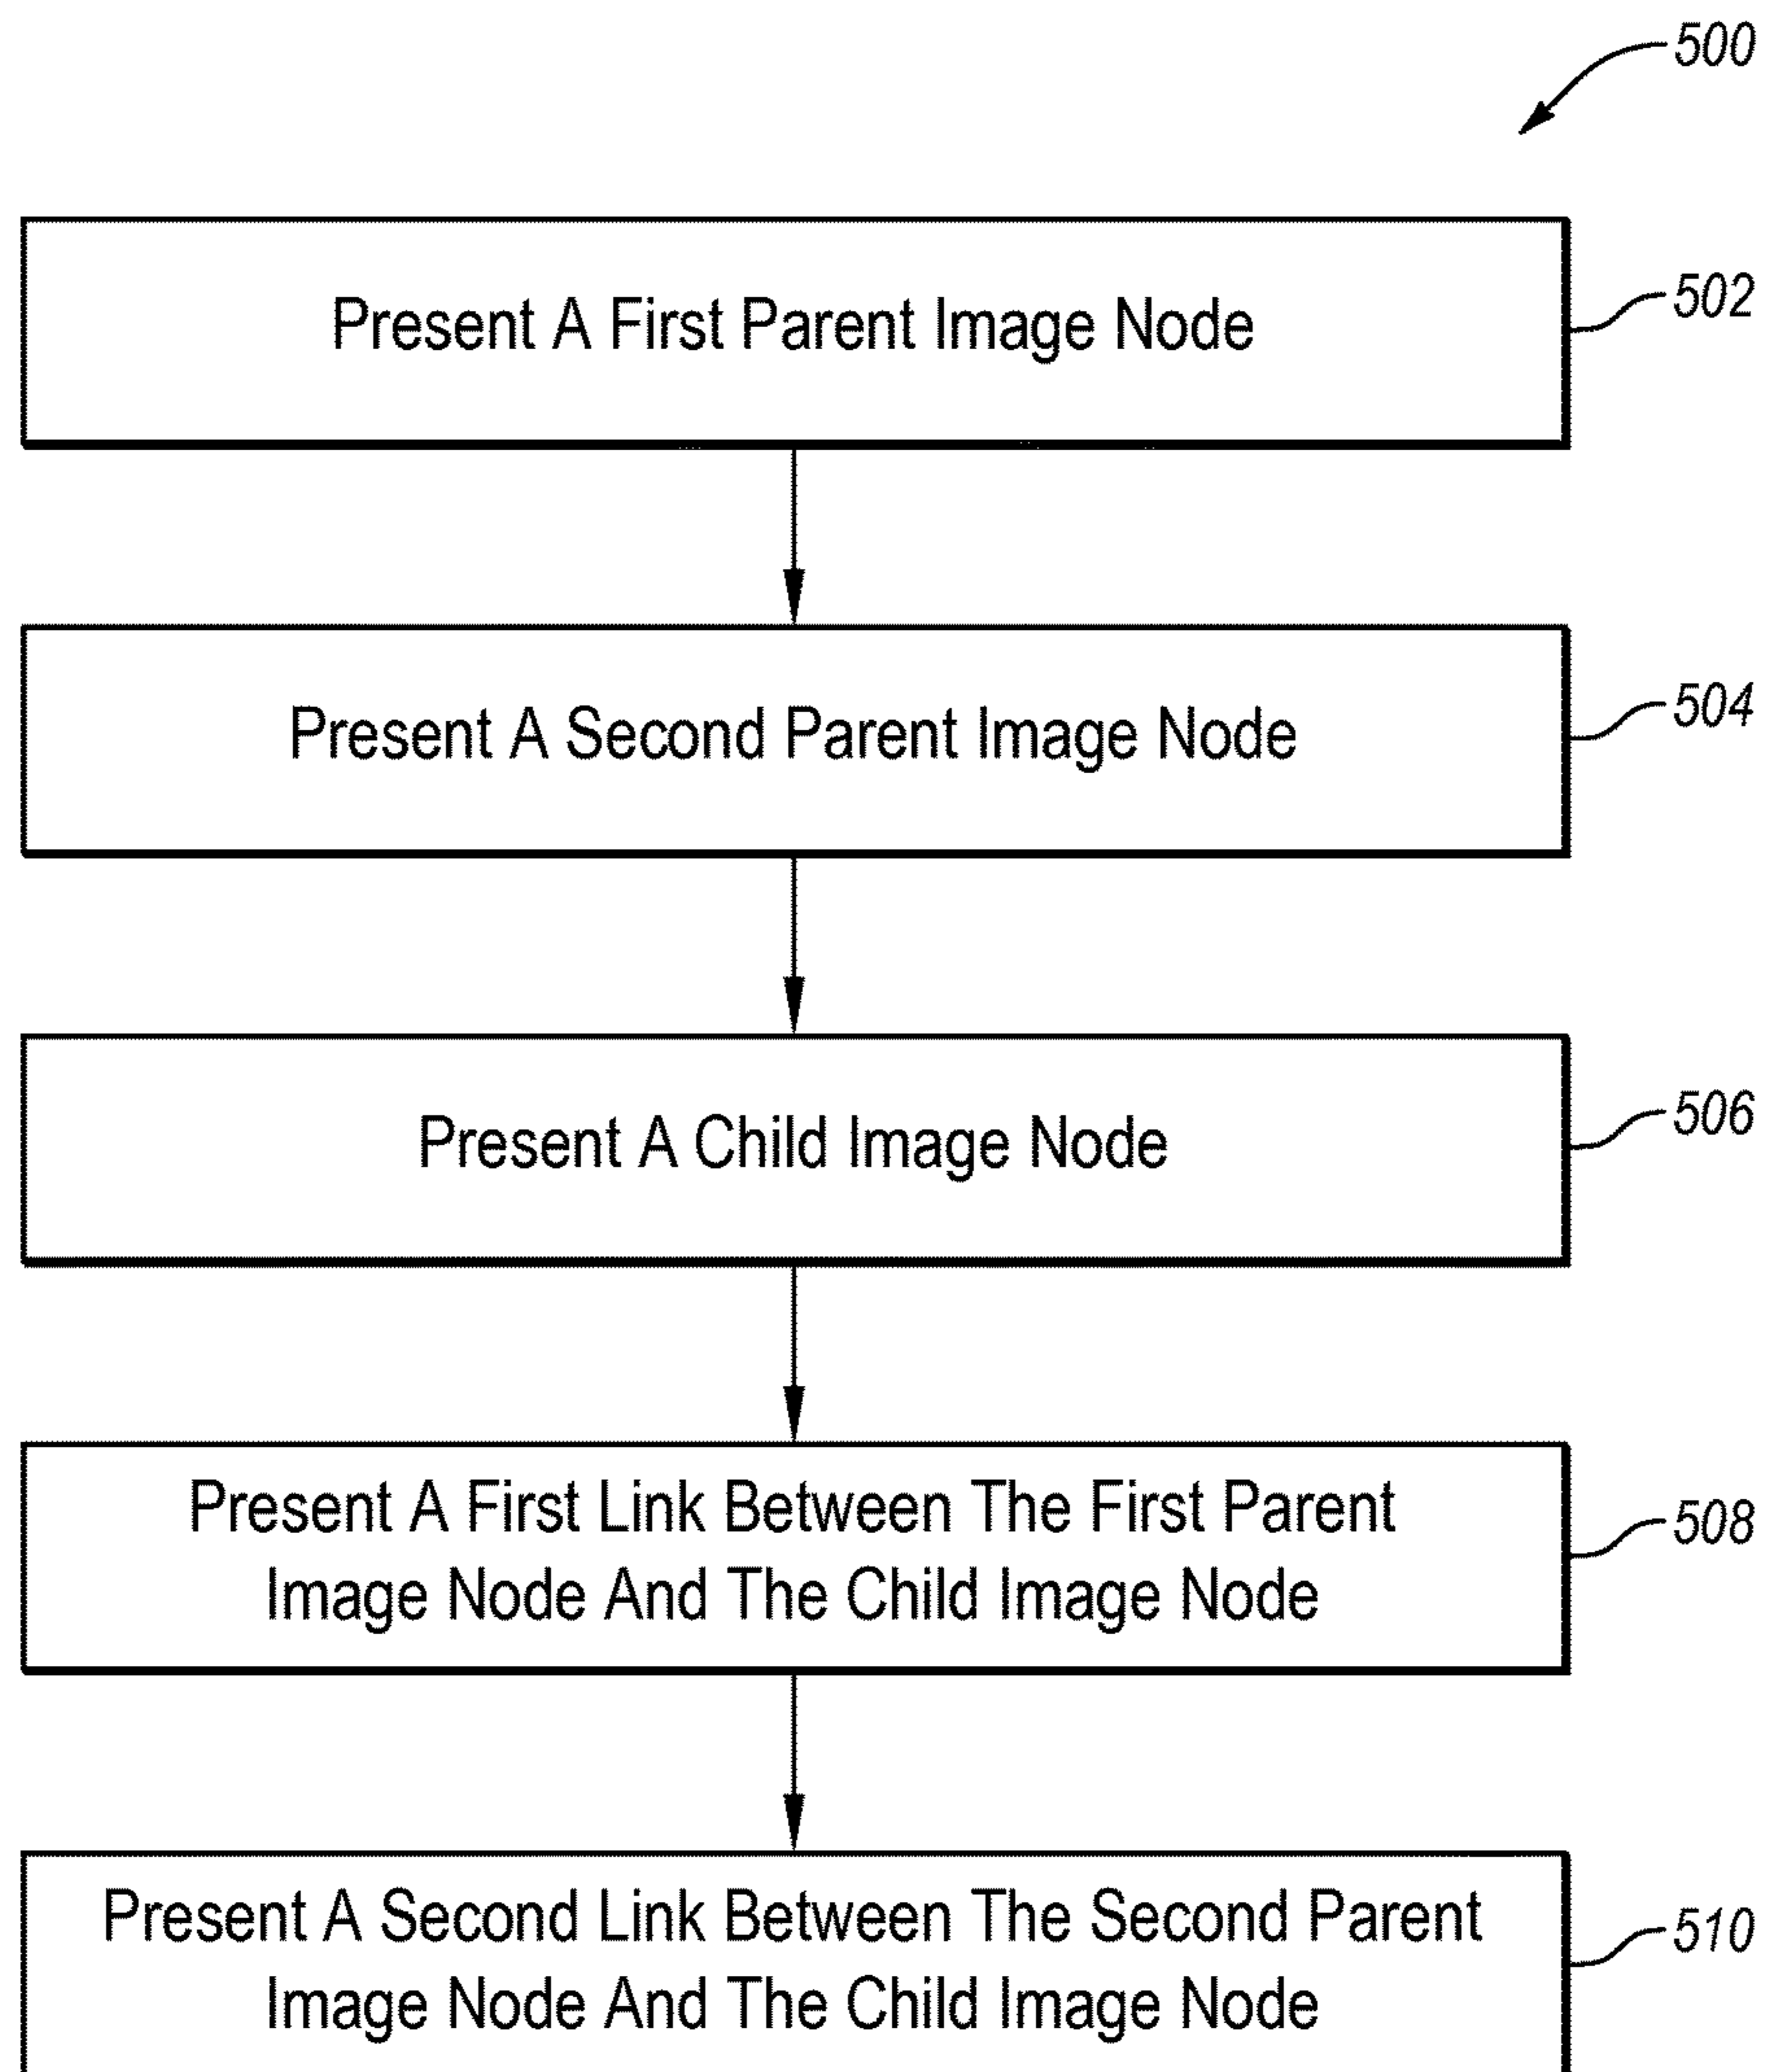 500
Present A First Parent Image Node
502
Present A Second Parent Image Node
504
Present A Child Image Node
506
Present A First Link Between The First Parent
Image Node And The Child Image Node
508
Present A Second Link Between The Second Parent
Image Node And The Child Image Node
510